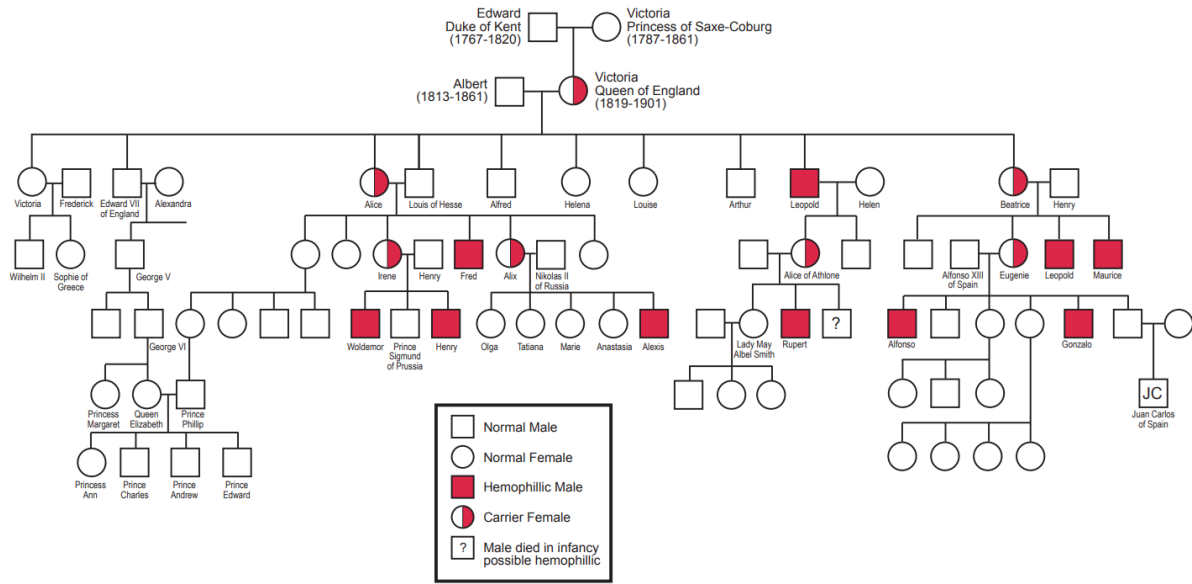 Edward
Duke of Kent
(1767-1820)
Victoria
Princess of Saxe-Coburg
(1787-1861)
Albert
(1813-1861)
Victoria
Queen of England
(1819-1901)
Victoria
Frederick
Edward VII
of England
Alexandra
Alice
Louis of Hesse
Alfred
Helena
Louise
Arthur
Leopold
Helen
Beatrice
Henry
Wilhelm II
Sophie of
Greece
George V
Irene
Henry
Fred
Alix
Nikolas II
of Russia
Alice of Athlone
Alfonso XIII
of Spain
Eugenie
Leopold
Maurice
George VI
Woldemor
Prince
Sigmund
of Prussia
Henry
Olga
Tatiana
Marie
Anastasia
Alexis
Lady May
Albel Smith
Rupert
?
Alfonso
Gonzalo
Princess
Margaret
Queen
Elizabeth
Prince
Phillip
JC
Juan Carlos
of Spain
Princess
Ann
Prince
Charles
Prince
Andrew
Prince
Edward
Normal Male
Normal Female
Hemophillic Male
Carrier Female
?
Male died in infancy
possible hemophillic